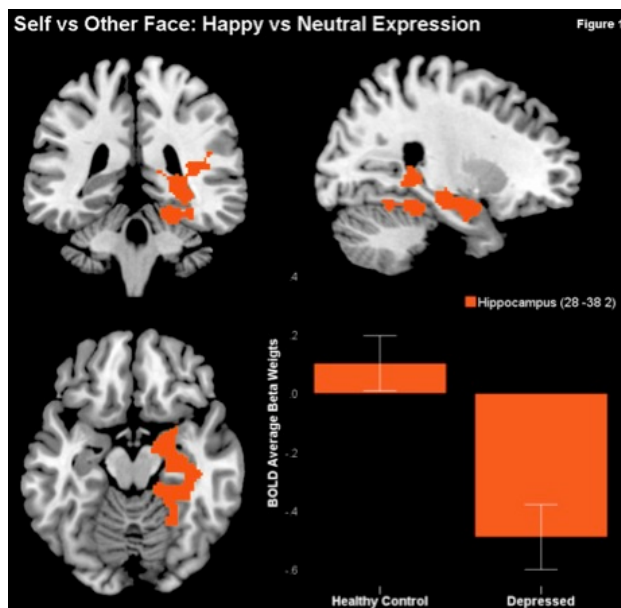 Self vs Other Face: Happy vs Neutral Expression
Figure 1
.4
Hippocampus (28 -38 2)
.2
.0
-.2
-.4
-.6
BOLD Average Beta Weigts
Healthy Control
Depressed